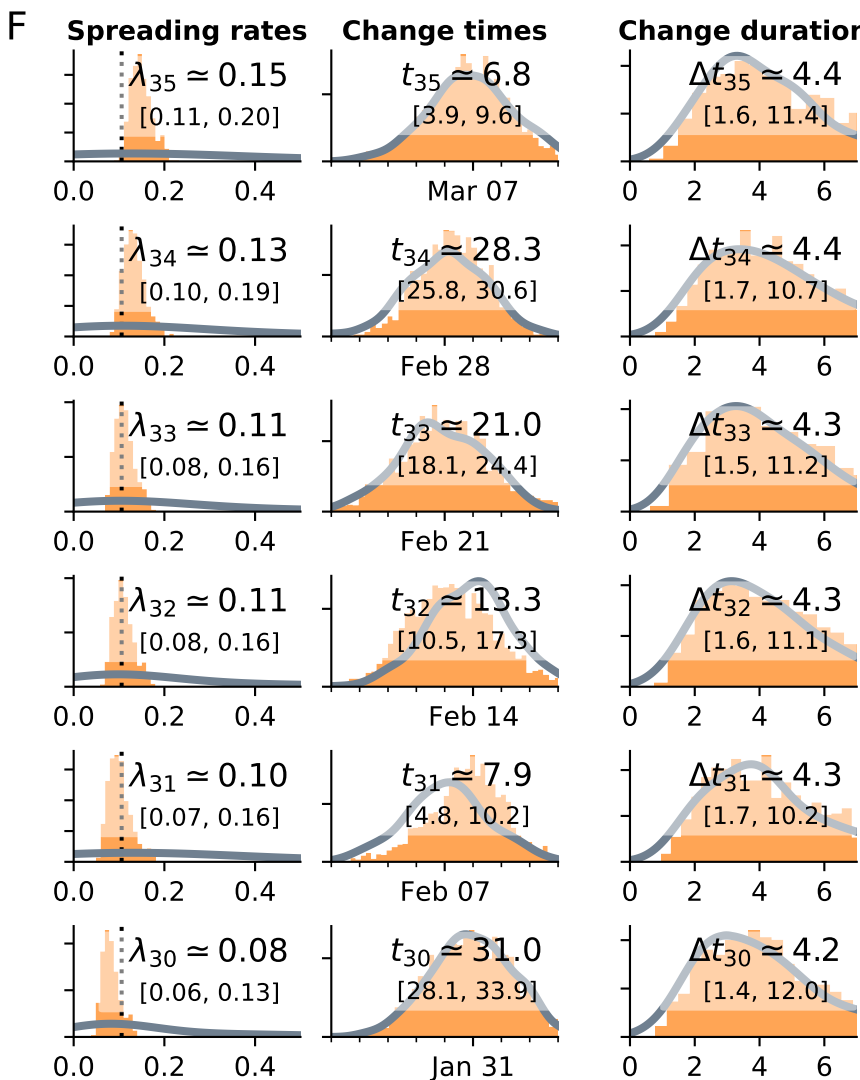 F
Spreading rates Change times Change duration
λ35 ≃ 0.15 t35 ≃ 6.8 Δt35 ≃ 4.4
[0.11, 0.20] [3.9, 9.6] [1.6, 11.4]
0.0 0.2 0.4 Mar 07 0 2 4 6
λ34 ≃ 0.13 t34 ≃ 28.3 Δt34 ≃ 4.4
[0.10, 0.19] [25.8, 30.6] [1.7, 10.7]
0.0 0.2 0.4 Feb 28 0 2 4 6
λ33 ≃ 0.11 t33 ≃ 21.0 Δt33 ≃ 4.3
[0.08, 0.16] [18.1, 24.4] [1.5, 11.2]
0.0 0.2 0.4 Feb 21 0 2 4 6
λ32 ≃ 0.11 t32 ≃ 13.3 Δt32 ≃ 4.3
[0.08, 0.16] [10.5, 17.3] [1.6, 11.1]
0.0 0.2 0.4 Feb 14 0 2 4 6
λ31 ≃ 0.10 t31 ≃ 7.9 Δt31 ≃ 4.3
[0.07, 0.16] [4.8, 10.2] [1.7, 10.2]
0.0 0.2 0.4 Feb 07 0 2 4 6
λ30 ≃ 0.08 t30 ≃ 31.0 Δt30 ≃ 4.2
[0.06, 0.13] [28.1, 33.9] [1.4, 12.0]
0.0 0.2 0.4 Jan 31 0 2 4 6